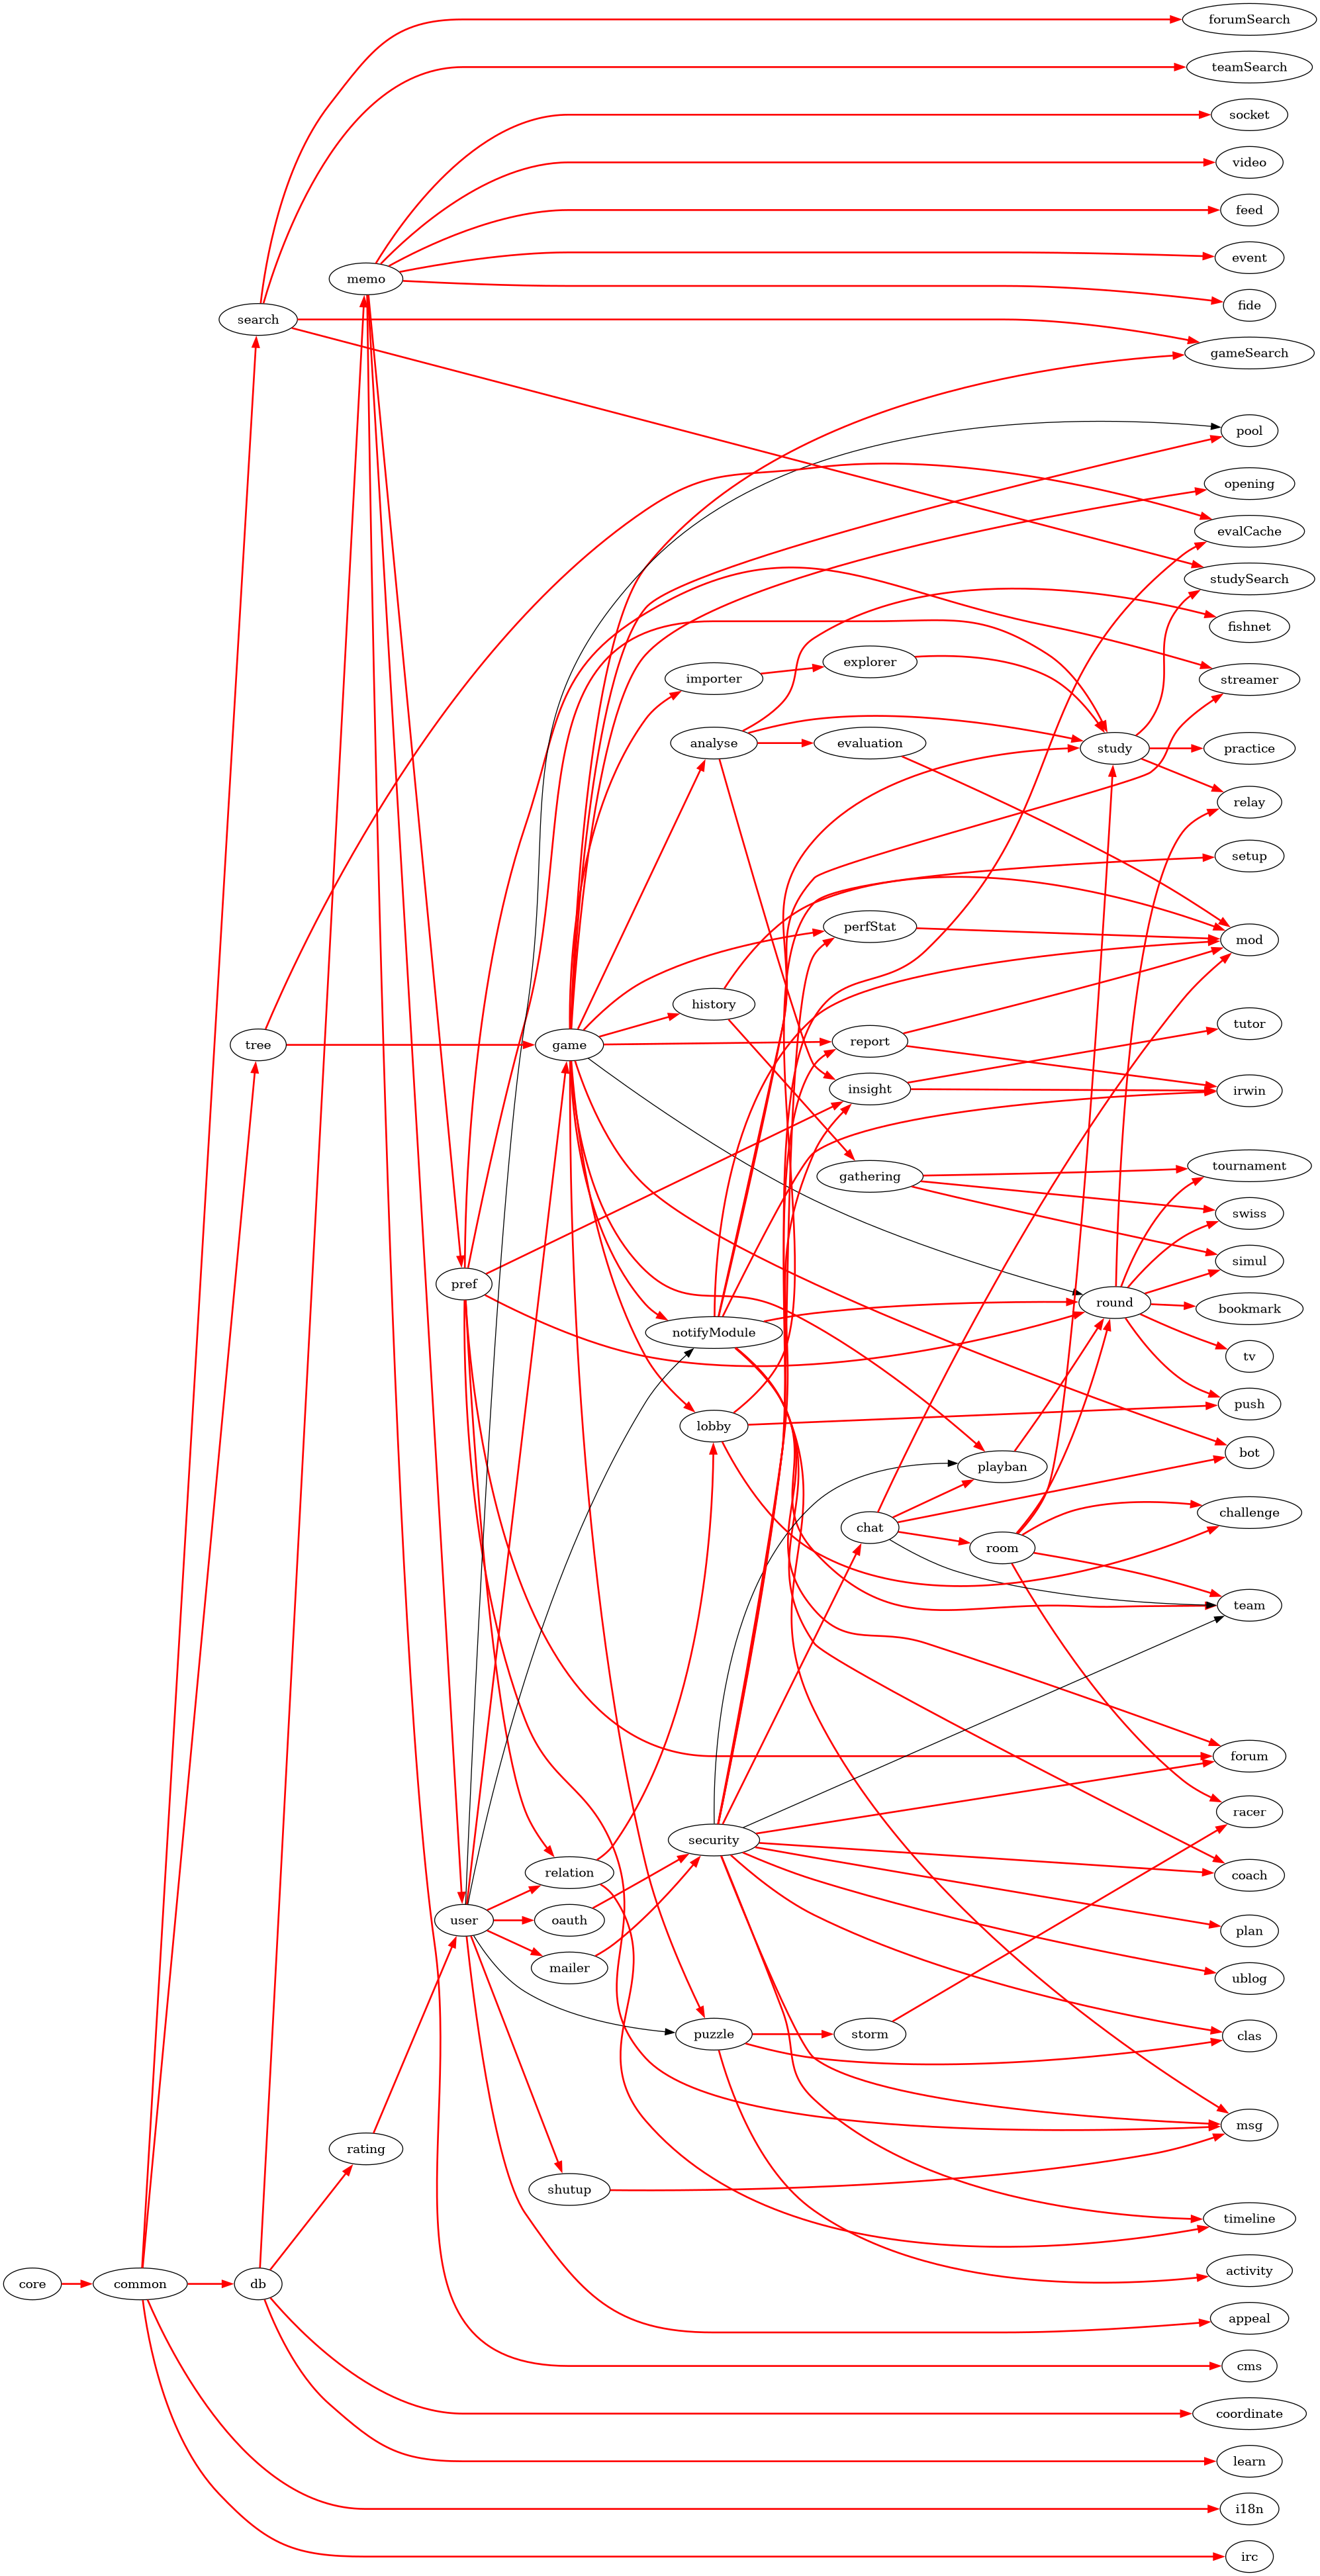 forumSearch
teamSearch
socket
video
feed
event
memo
fide
search
gameSearch
pool
opening
evalCache
studySearch
fishnet
explorer
importer
streamer
analyse
evaluation
study
practice
relay
setup
perfStat
mod
history
tutor
report
tree
game
insight
irwin
tournament
gathering
swiss
simul
pref
round
bookmark
notifyModule
tv
push
lobby
bot
playban
challenge
chat
room
team
forum
racer
security
relation
coach
user
oauth
plan
mailer
ublog
puzzle
storm
clas
msg
rating
shutup
timeline
activity
core
common
db
appeal
cms
coordinate
learn
i18n
irc